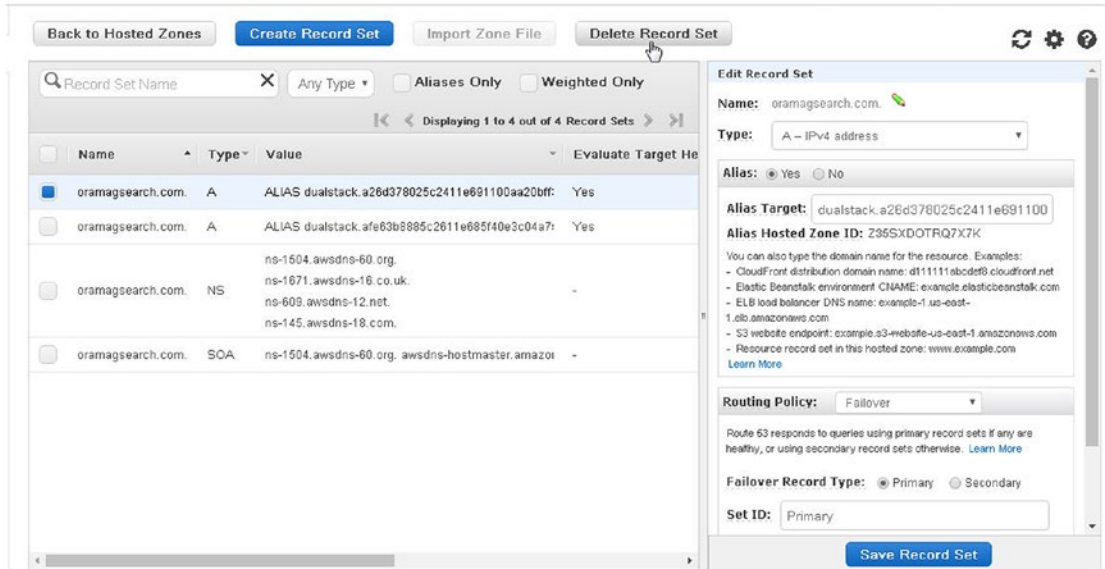 Back to Hosted Zones Create Record Set Import Zone File Delete Record Set
Record Set Name X Any Type Aliases Only Weighted Only
Displaying 1 to 4 out of 4 Record Sets
Name Type Value Evaluate Target He
oramagsearch.com. A ALIAS dualstack.a26d378025c2411e691100aa20bff: Yes
oramagsearch.com. A ALIAS dualstack.afe63b8885c2611e685f40e3c04a7: Yes
oramagsearch.com. NS
ns-1504.awsdns-60.org.
ns-1671.awsdns-16.co.uk.
ns-609.awsdns-12.net.
ns-145.awsdns-18.com.
-
oramagsearch.com. SOA ns-1504.awsdns-60.org. awsdns-hostmaster.amazon -
Edit Record Set
Name: oramagsearch.com.
Type: A – IPv4 address
Alias: Yes No
Alias Target: dualstack.a26d378025c2411e691100
Alias Hosted Zone ID: Z35SXDOTRQ7X7K
You can also type the domain name for the resource. Examples:
- CloudFront distribution domain name: d111111abcdef8.cloudfront.net
- Elastic Beanstalk environment CNAME: example.elasticbeanstalk.com
- ELB load balancer DNS name: example-1.us-east-
1.elb.amazonaws.com
- S3 website endpoint: example.s3-website-us-east-1.amazonaws.com
- Resource record set in this hosted zone: www.example.com
Learn More
Routing Policy: Failover
Route 53 responds to queries using primary record sets if any are
healthy, or using secondary record sets otherwise. Learn More
Failover Record Type: Primary Secondary
Set ID: Primary
Save Record Set